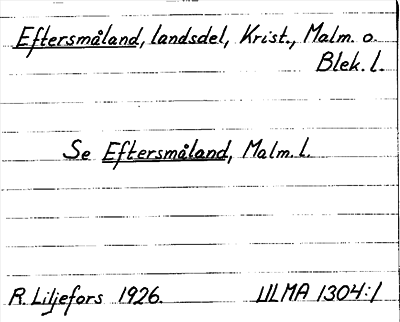 Eftersmåland, landsdel, Krist., Malm. o.
Blek. l.
Se Eftersmåland, Malm. l.
R. Liljefors 1926. ULMA 1304:1